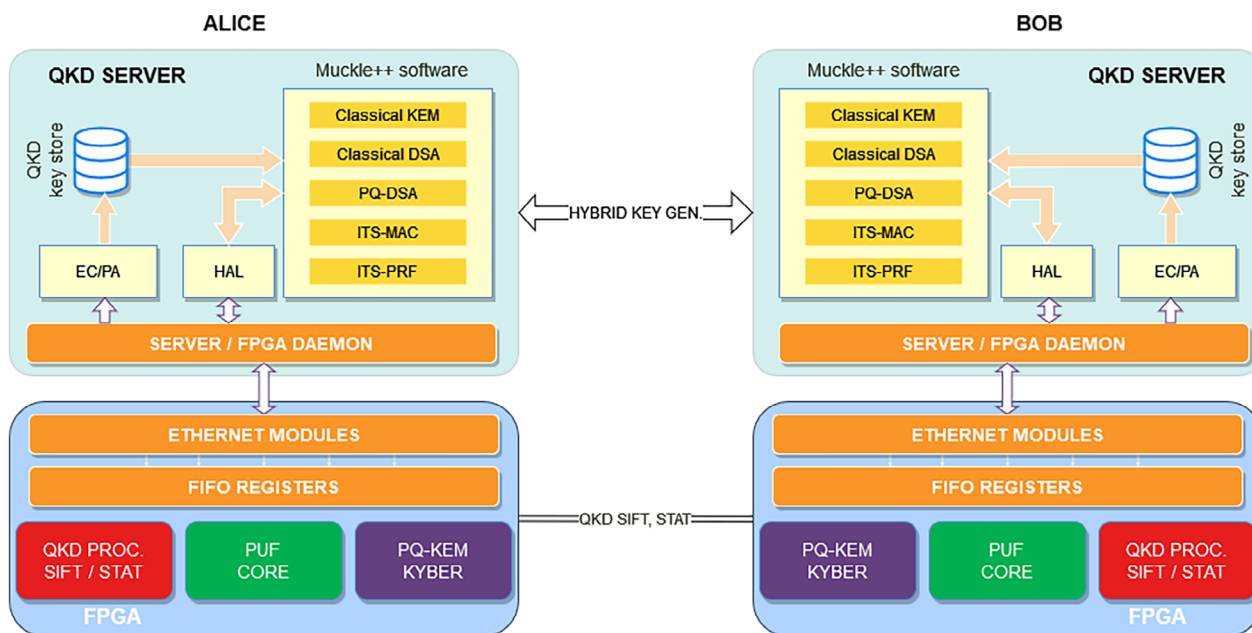 ALICE
QKD SERVER
Muckle++ software
Classical KEM
Classical DSA
PQ-DSA
ITS-MAC
ITS-PRF
QKD
key store
EC/PA
HAL
SERVER / FPGA DAEMON
ETHERNET MODULES
FIFO REGISTERS
QKD PROC.
SIFT / STAT
PUF
CORE
PQ-KEM
KYBER
FPGA
HYBRID KEY GEN.
QKD SIFT, STAT
BOB
Muckle++ software
QKD SERVER
Classical KEM
Classical DSA
PQ-DSA
ITS-MAC
ITS-PRF
QKD
key store
HAL
EC/PA
SERVER / FPGA DAEMON
ETHERNET MODULES
FIFO REGISTERS
PQ-KEM
KYBER
PUF
CORE
QKD PROC.
SIFT / STAT
FPGA